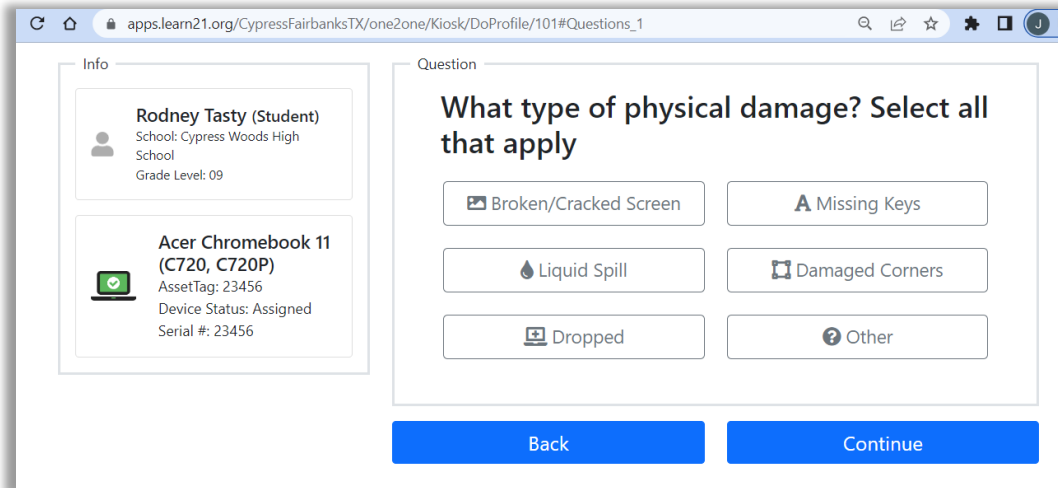 apps.learn21.org/CypressFairbanksTX/one2one/Kiosk/DoProfile/101#Questions_1
J
Info
Rodney Tasty (Student)
School: Cypress Woods High
School
Grade Level: 09
Acer Chromebook 11
(C720, C720P)
AssetTag: 23456
Device Status: Assigned
Serial #: 23456
Question
What type of physical damage? Select all
that apply
Broken/Cracked Screen
A Missing Keys
Liquid Spill
Damaged Corners
Dropped
? Other
Back
Continue